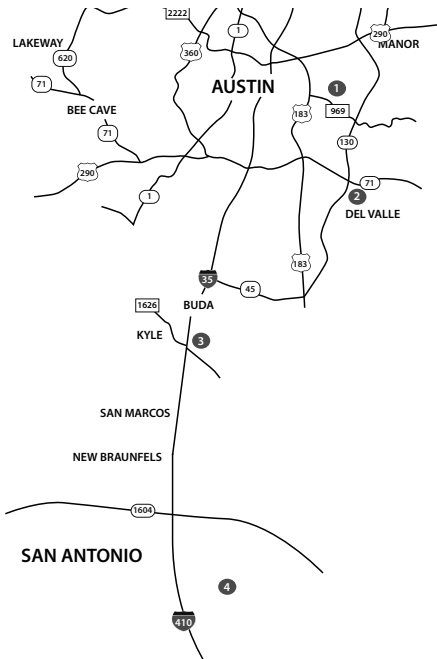 2222
290
LAKEWAY
1
MANOR
360
620
71
AUSTIN
1
BEE CAVE
183
969
71
130
290
71
1
2
DEL VALLE
183
35
45
1626
BUDA
KYLE
3
SAN MARCOS
NEW BRAUNFELS
1604
SAN ANTONIO
4
410